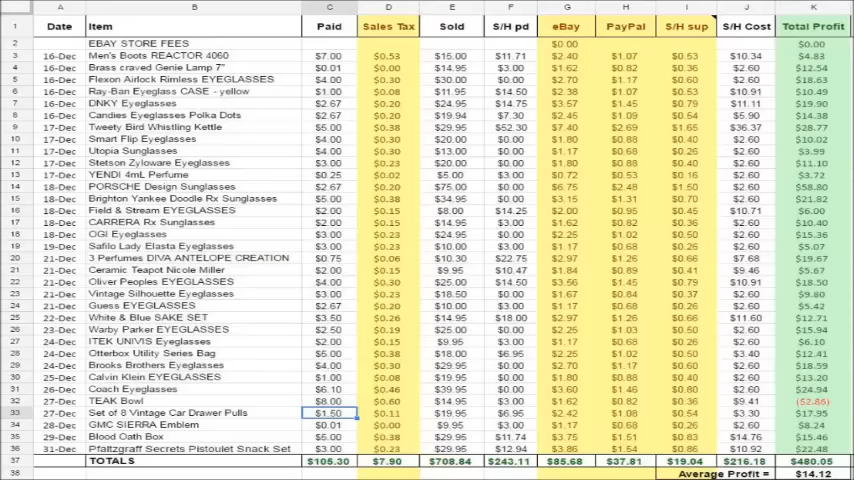 A B C D E F G H I J K
1 Date Item Paid Sales Tax Sold S/H pd eBay PayPal S/H sup S/H Cost Total Profit
2 EBAY STORE FEES $0.00 $0.00
3 16-Dec Men's Boots REACTOR 4060 $7.00 $0.53 $15.00 $11.71 $2.40 $1.07 $0.53 $10.34 $4.83
4 16-Dec Brass craved Genie Lamp 7" $0.01 $0.00 $14.95 $3.00 $1.62 $0.82 $0.36 $2.60 $12.54
5 16-Dec Flexon Airlock Rimless EYEGLASSES $4.00 $0.30 $30.00 $0.00 $2.70 $1.17 $0.60 $2.60 $18.63
6 16-Dec Ray-Ban Eyeglass CASE - yellow $1.00 $0.08 $11.95 $14.50 $2.38 $1.07 $0.53 $10.91 $10.49
7 16-Dec DNKY Eyeglasses $2.67 $0.20 $24.95 $14.75 $3.57 $1.45 $0.79 $11.11 $19.90
8 16-Dec Candies Eyeglasses Polka Dots $2.67 $0.20 $19.94 $7.30 $2.45 $1.09 $0.54 $5.90 $14.38
9 17-Dec Tweety Bird Whistling Kettle $5.00 $0.38 $29.95 $52.30 $7.40 $2.69 $1.65 $36.37 $28.77
10 17-Dec Smart Flip Eyeglasses $4.00 $0.30 $20.00 $0.00 $1.80 $0.88 $0.40 $2.60 $10.02
11 17-Dec Utopia Sunglasses $4.00 $0.30 $13.00 $0.00 $1.17 $0.68 $0.26 $2.60 $3.99
12 17-Dec Stetson Zyloware Eyeglasses $3.00 $0.23 $20.00 $0.00 $1.80 $0.88 $0.40 $2.60 $11.10
13 17-Dec YENDI 4mL Perfume $0.25 $0.02 $5.00 $3.00 $0.72 $0.53 $0.16 $2.60 $3.72
14 18-Dec PORSCHE Design Sunglasses $2.67 $0.20 $75.00 $0.00 $6.75 $2.48 $1.50 $2.60 $58.80
15 18-Dec Brighton Yankee Doodle Rx Sunglasses $5.00 $0.38 $34.95 $0.00 $3.15 $1.31 $0.70 $2.60 $21.82
16 18-Dec Field & Stream EYEGLASSES $2.00 $0.15 $8.00 $14.25 $2.00 $0.95 $0.45 $10.71 $6.00
17 18-Dec CARRERA Rx Sunglasses $2.00 $0.15 $14.95 $3.00 $1.62 $0.82 $0.36 $2.60 $10.40
18 18-Dec OGI Eyeglasses $3.00 $0.23 $24.95 $0.00 $2.25 $1.02 $0.50 $2.60 $15.36
19 19-Dec Safilo Lady Elasta Eyeglasses $3.00 $0.23 $10.00 $3.00 $1.17 $0.68 $0.26 $2.60 $5.07
20 21-Dec 3 Perfumes DIVA ANTELOPE CREATION $0.75 $0.06 $10.30 $22.75 $2.97 $1.26 $0.66 $7.68 $19.67
21 21-Dec Ceramic Teapot Nicole Miller $2.00 $0.15 $9.95 $10.47 $1.84 $0.89 $0.41 $9.46 $5.67
22 21-Dec Oliver Peoples EYEGLASSES $4.00 $0.30 $25.00 $14.50 $3.56 $1.45 $0.79 $10.91 $18.50
23 21-Dec Vintage Silhouette Eyeglasses $3.00 $0.23 $18.50 $0.00 $1.67 $0.84 $0.37 $2.60 $9.80
24 21-Dec Guess EYEGLASSES $2.67 $0.20 $10.00 $3.00 $1.17 $0.68 $0.26 $2.60 $5.42
25 22-Dec White & Blue SAKE SET $3.50 $0.26 $14.95 $18.00 $2.97 $1.26 $0.66 $11.60 $12.71
26 23-Dec Warby Parker EYEGLASSES $2.50 $0.19 $25.00 $0.00 $2.25 $1.03 $0.50 $2.60 $15.94
27 24-Dec ITEK UNIVIS Eyeglasses $2.00 $0.15 $9.95 $3.00 $1.17 $0.68 $0.26 $2.60 $6.10
28 24-Dec Otterbox Utility Series Bag $5.00 $0.38 $18.00 $6.95 $2.25 $1.02 $0.50 $3.40 $12.41
29 24-Dec Brooks Brothers Eyeglasses $4.00 $0.30 $29.95 $0.00 $2.70 $1.17 $0.60 $2.60 $18.59
30 25-Dec Calvin Klein EYEGLASSES $1.00 $0.08 $19.95 $0.00 $1.80 $0.88 $0.40 $2.60 $13.20
31 26-Dec Coach Eyeglasses $6.10 $0.46 $39.95 $0.00 $3.60 $1.46 $0.80 $2.60 $24.94
32 27-Dec TEAK Bowl $8.00 $0.60 $14.95 $3.00 $1.62 $0.82 $0.36 $9.41 ($2.86)
33 27-Dec Set of 8 Vintage Car Drawer Pulls $1.50 $0.11 $19.95 $6.95 $2.42 $1.08 $0.54 $3.30 $17.95
34 28-Dec GMC SIERRA Emblem $0.01 $0.00 $9.95 $3.00 $1.17 $0.68 $0.26 $2.60 $8.24
35 29-Dec Blood Oath Box $5.00 $0.38 $29.95 $11.74 $3.75 $1.51 $0.83 $14.76 $15.46
36 31-Dec Pfaltzgraff Secrets Pistoulet Snack Set $3.00 $0.23 $29.95 $12.94 $3.86 $1.54 $0.86 $10.92 $22.48
37 TOTALS $105.30 $7.90 $708.84 $243.11 $85.68 $37.81 $19.04 $216.18 $480.05
38 Average Profit = $14.12